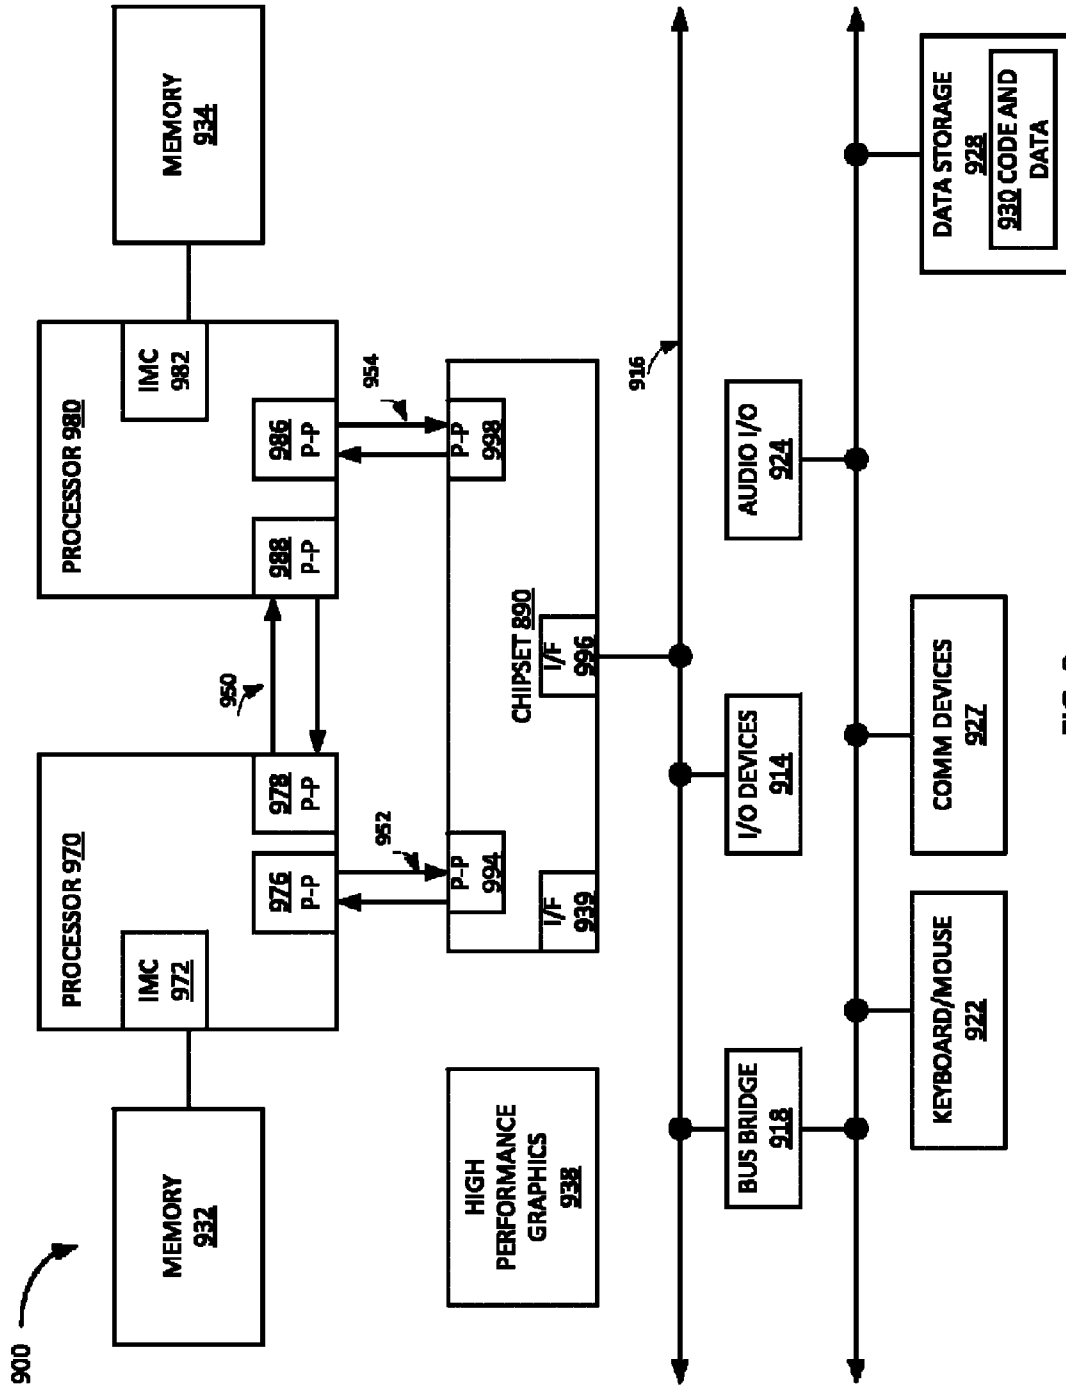 900
MEMORY
932
PROCESSOR 970
IMC
972
976
P-P
978
P-P
950
PROCESSOR 980
988
P-P
986
P-P
IMC
982
MEMORY
934
952
954
HIGH
PERFORMANCE
GRAPHICS
938
P-P
994
I/F
939
CHIPSET 890
I/F
996
P-P
998
916
BUS BRIDGE
918
I/O DEVICES
914
AUDIO I/O
924
KEYBOARD/MOUSE
922
COMM DEVICES
927
DATA STORAGE
928
930 CODE AND
DATA